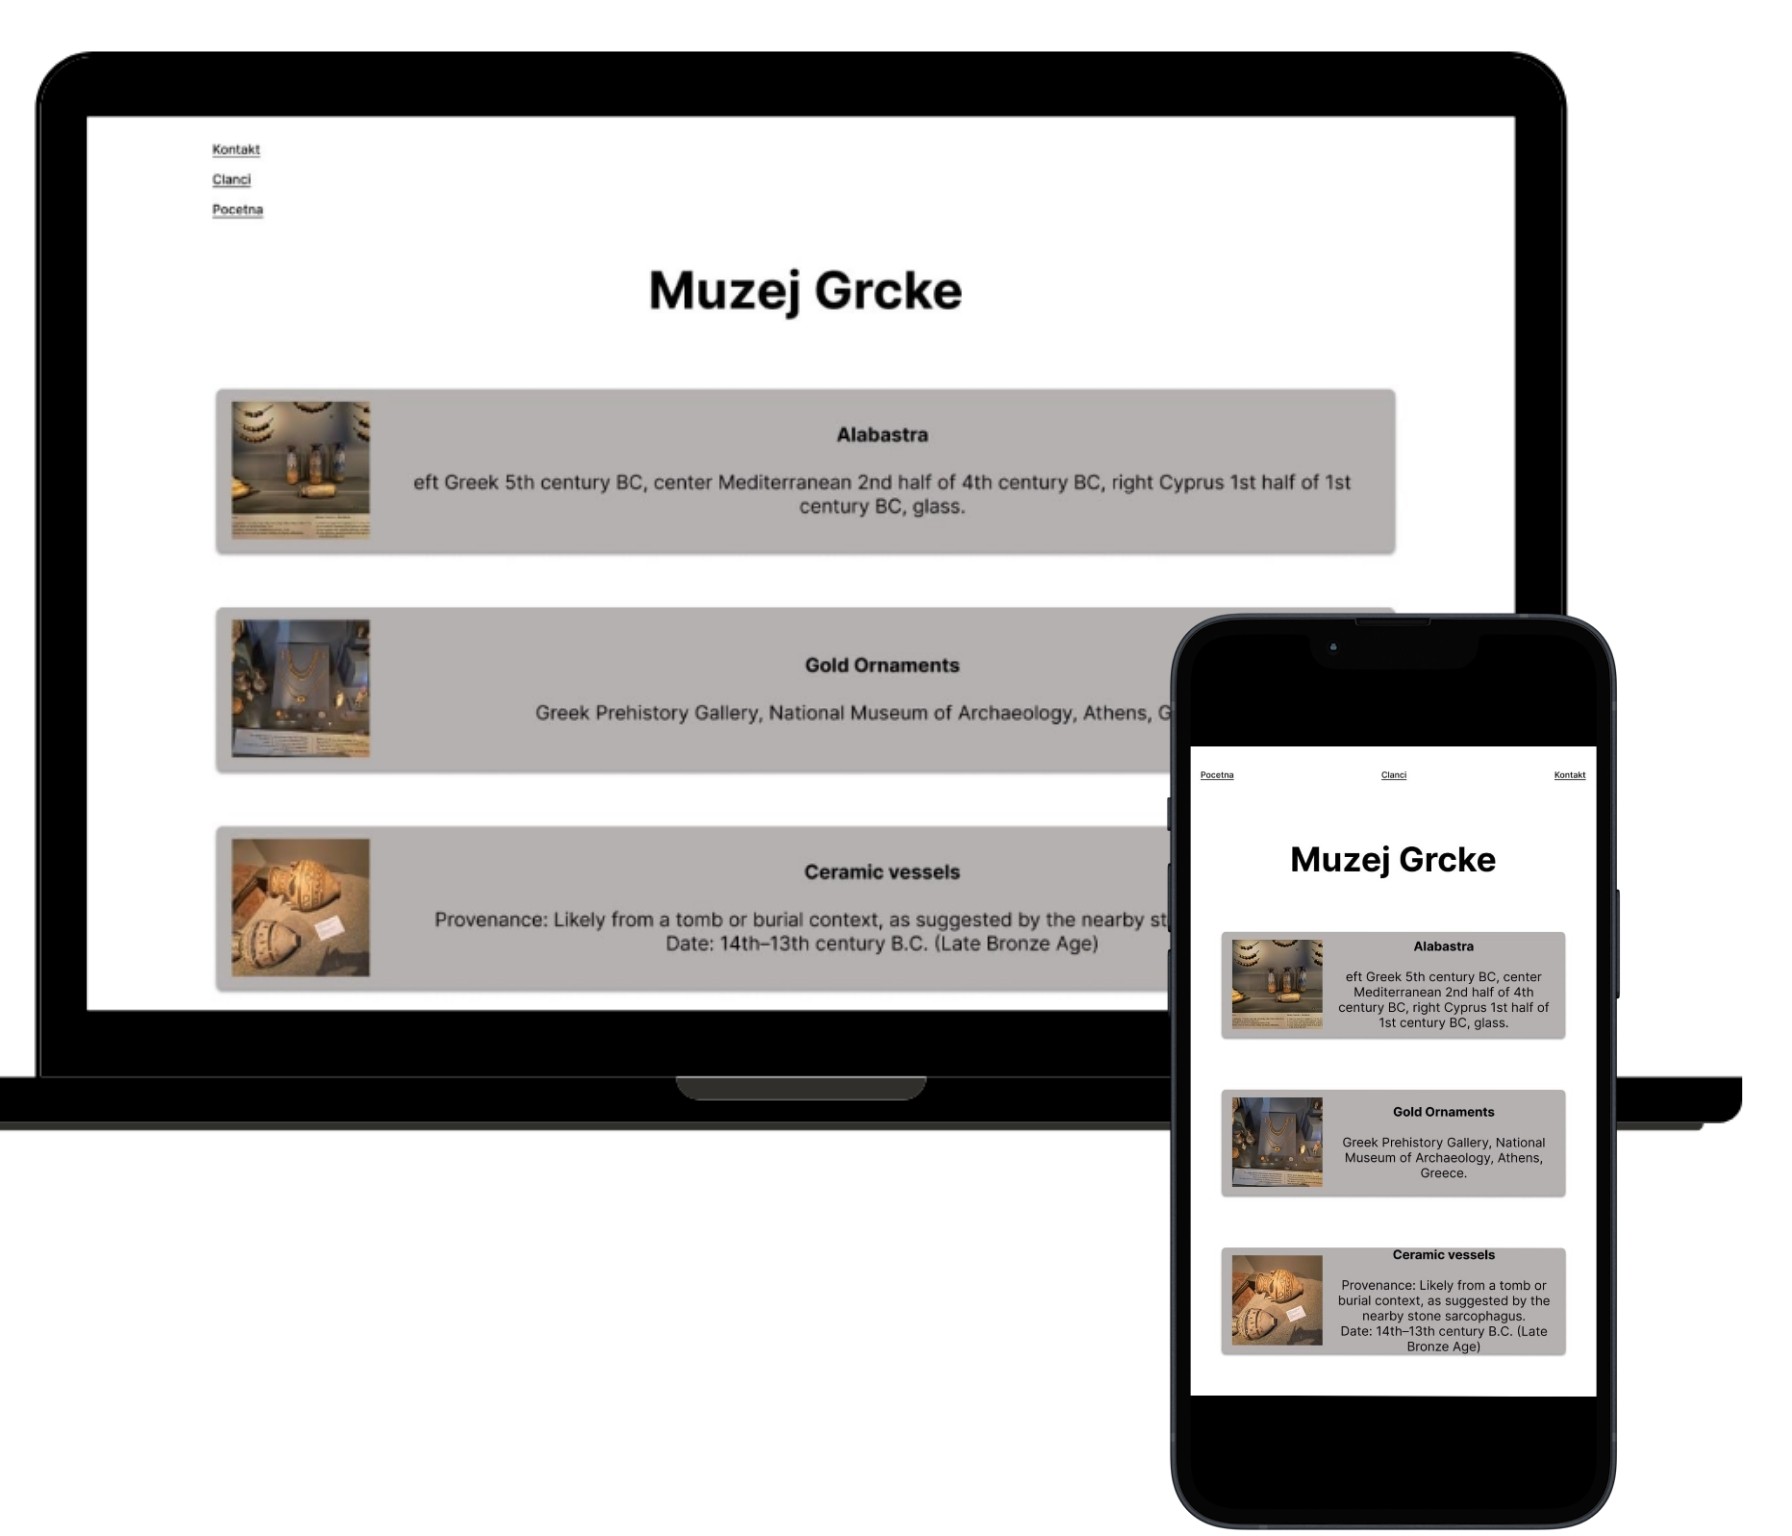 Kontakt
Clanci
Pocetna
Muzej Grcke
Alabastra
eft Greek 5th century BC, center Mediterranean 2nd half of 4th century BC, right Cyprus 1st half of 1st
century BC, glass.
Gold Ornaments
Greek Prehistory Gallery, National Museum of Archaeology, Athens, G
Ceramic vessels
Provenance: Likely from a tomb or burial context, as suggested by the nearby st
Date: 14th–13th century B.C. (Late Bronze Age)
Pocetna Clanci Kontakt
Muzej Grcke
Alabastra
eft Greek 5th century BC, center
Mediterranean 2nd half of 4th
century BC, right Cyprus 1st half of
1st century BC, glass.
Gold Ornaments
Greek Prehistory Gallery, National
Museum of Archaeology, Athens,
Greece.
Ceramic vessels
Provenance: Likely from a tomb or
burial context, as suggested by the
nearby stone sarcophagus.
Date: 14th–13th century B.C. (Late
Bronze Age)